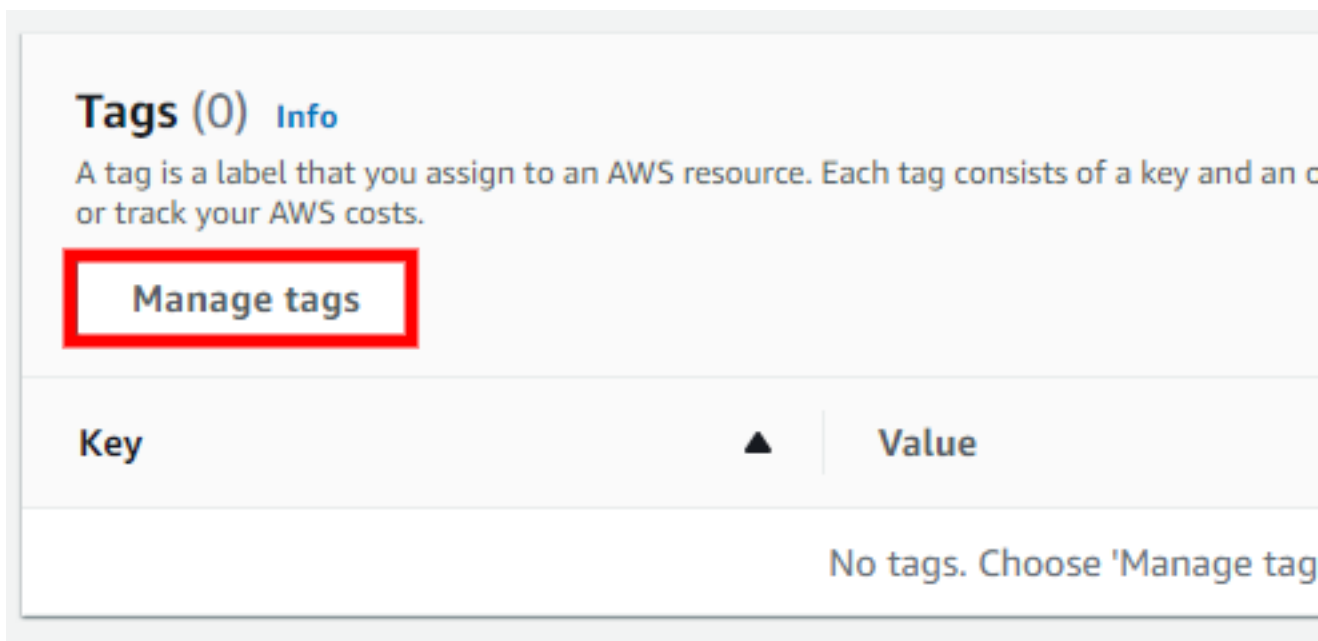 Tags (0) Info
A tag is a label that you assign to an AWS resource. Each tag consists of a key and an
or track your AWS costs.
Manage tags
Key Value
No tags. Choose 'Manage tag